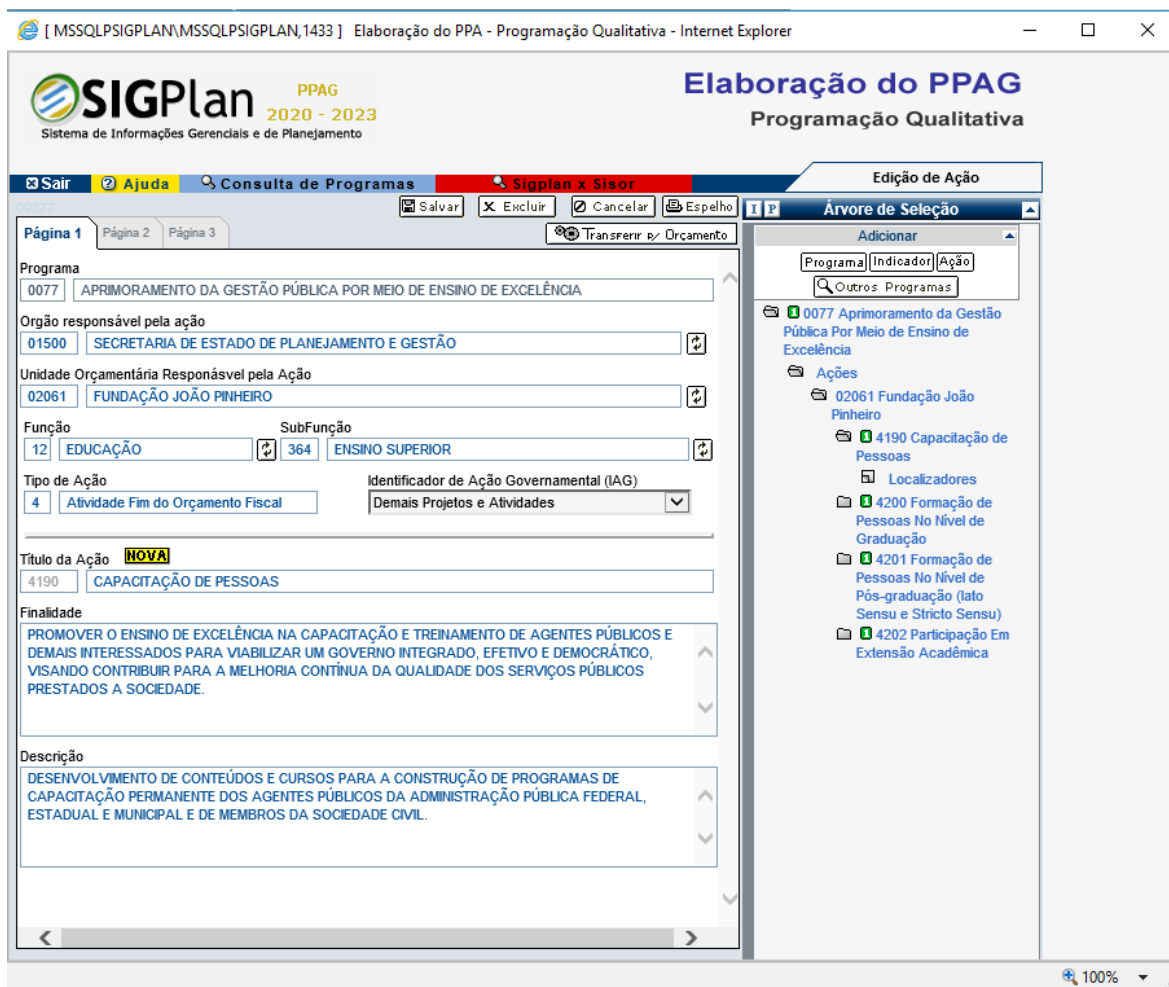 [ MSSQLPSIGPLAN\MSSQLPSIGPLAN,1433 ] Elaboração do PPA - Programação Qualitativa - Internet Explorer
SIGPlan
PPAG
2020 - 2023
Sistema de Informações Gerenciais e de Planejamento
Elaboração do PPAG
Programação Qualitativa
Sair
Ajuda
Consulta de Programas
Sigplan x Sisor
Edição de Ação
09377
Salvar
Excluir
Cancelar
Espelho
Página 1
Página 2
Página 3
Transferir p/ Orçamento
Programa
0077 APRIMORAMENTO DA GESTÃO PÚBLICA POR MEIO DE ENSINO DE EXCELÊNCIA
Orgão responsável pela ação
01500 SECRETARIA DE ESTADO DE PLANEJAMENTO E GESTÃO
Unidade Orçamentária Responásvel pela Ação
02061 FUNDAÇÃO JOÃO PINHEIRO
Função SubFunção
12 EDUCAÇÃO 364 ENSINO SUPERIOR
Tipo de Ação Identificador de Ação Governamental (IAG)
4 Atividade Fim do Orçamento Fiscal Demais Projetos e Atividades
Título da Ação NOVA
4190 CAPACITAÇÃO DE PESSOAS
Finalidade
PROMOVER O ENSINO DE EXCELÊNCIA NA CAPACITAÇÃO E TREINAMENTO DE AGENTES PÚBLICOS E
DEMAIS INTERESSADOS PARA VIABILIZAR UM GOVERNO INTEGRADO, EFETIVO E DEMOCRÁTICO,
VISANDO CONTRIBUIR PARA A MELHORIA CONTÍNUA DA QUALIDADE DOS SERVIÇOS PÚBLICOS
PRESTADOS A SOCIEDADE.
Descrição
DESENVOLVIMENTO DE CONTEÚDOS E CURSOS PARA A CONSTRUÇÃO DE PROGRAMAS DE
CAPACITAÇÃO PERMANENTE DOS AGENTES PÚBLICOS DA ADMINISTRAÇÃO PÚBLICA FEDERAL,
ESTADUAL E MUNICIPAL E DE MEMBROS DA SOCIEDADE CIVIL.
I P Árvore de Seleção
Adicionar
Programa Indicador Ação
Outros Programas
1 0077 Aprimoramento da Gestão
Pública Por Meio de Ensino de
Excelência
Ações
02061 Fundação João
Pinheiro
1 4190 Capacitação de
Pessoas
Localizadores
1 4200 Formação de
Pessoas No Nível de
Graduação
1 4201 Formação de
Pessoas No Nível de
Pós-graduação (lato
Sensu e Stricto Sensu)
1 4202 Participação Em
Extensão Acadêmica
100%